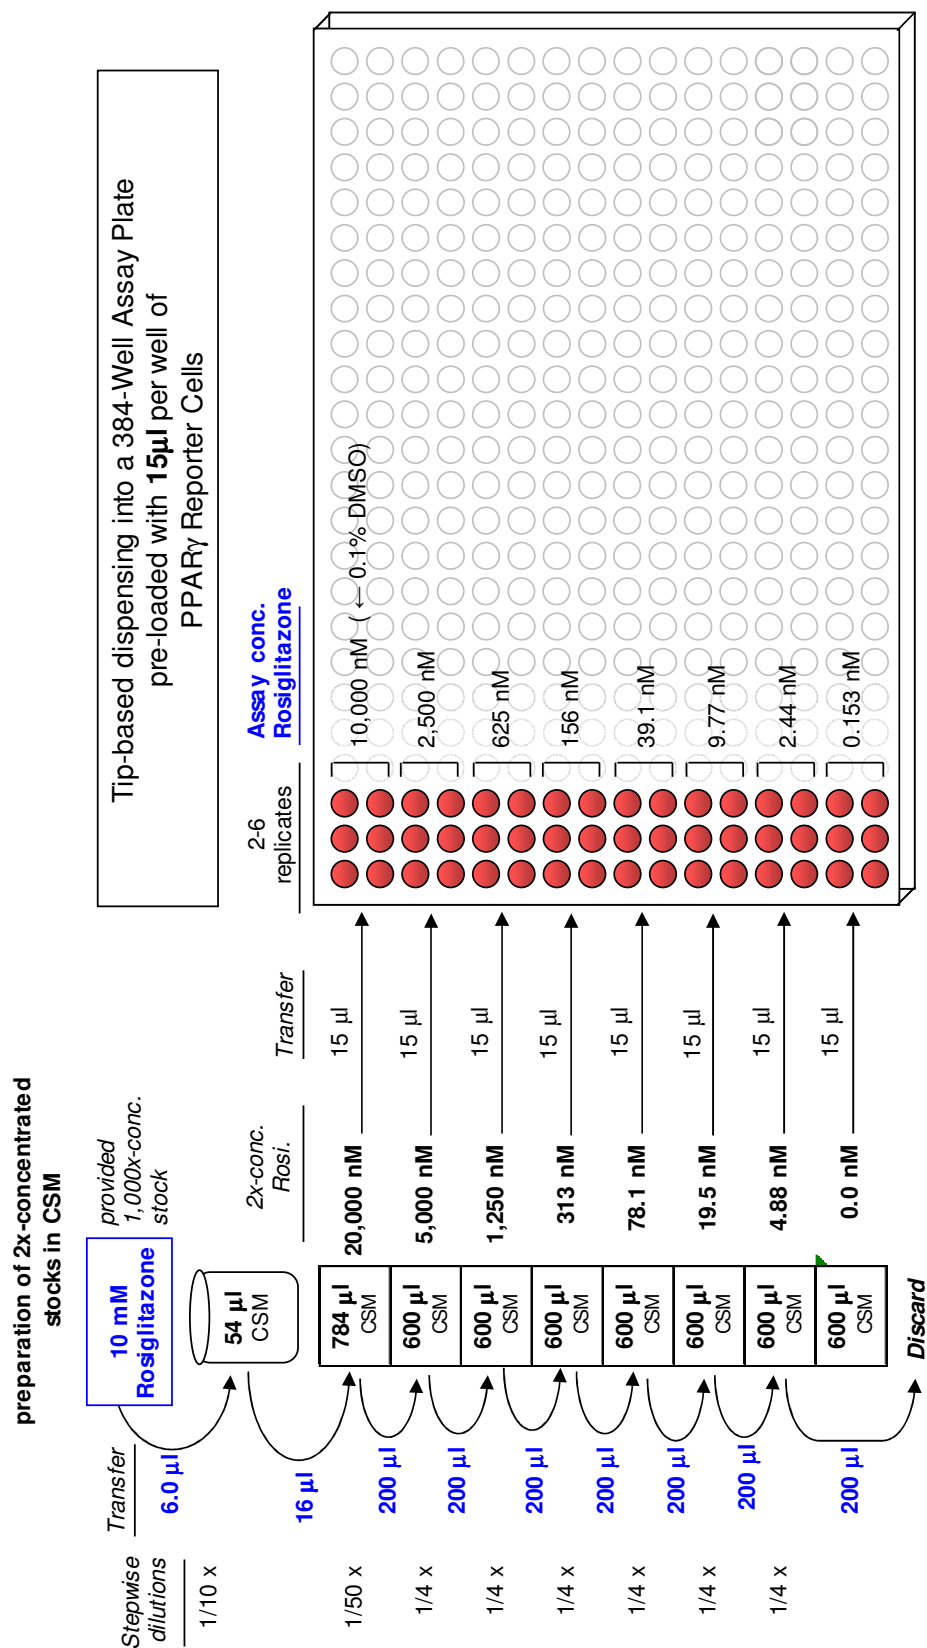 preparation of 2x-concentrated
stocks in CSM
Tip-based dispensing into a 384-Well Assay Plate
pre-loaded with 15µl per well of
PPARγ Reporter Cells
Stepwise
dilutions
Transfer
10 mM
Rosiglitazone
provided
1,000x-conc.
stock
1/10 x
6.0 µl
54 µl
CSM
2x-conc.
Rosi.
Transfer
2-6
replicates
Assay conc.
Rosiglitazone
1/50 x
16 µl
784 µl
CSM
20,000 nM
15 µl
10,000 nM (← 0.1% DMSO)
1/4 x
200 µl
600 µl
CSM
5,000 nM
15 µl
2,500 nM
1/4 x
200 µl
600 µl
CSM
1,250 nM
15 µl
625 nM
1/4 x
200 µl
600 µl
CSM
313 nM
15 µl
156 nM
1/4 x
200 µl
600 µl
CSM
78.1 nM
15 µl
39.1 nM
1/4 x
200 µl
600 µl
CSM
19.5 nM
15 µl
9.77 nM
1/4 x
200 µl
600 µl
CSM
4.88 nM
15 µl
2.44 nM
200 µl
600 µl
CSM
0.0 nM
15 µl
0.153 nM
Discard